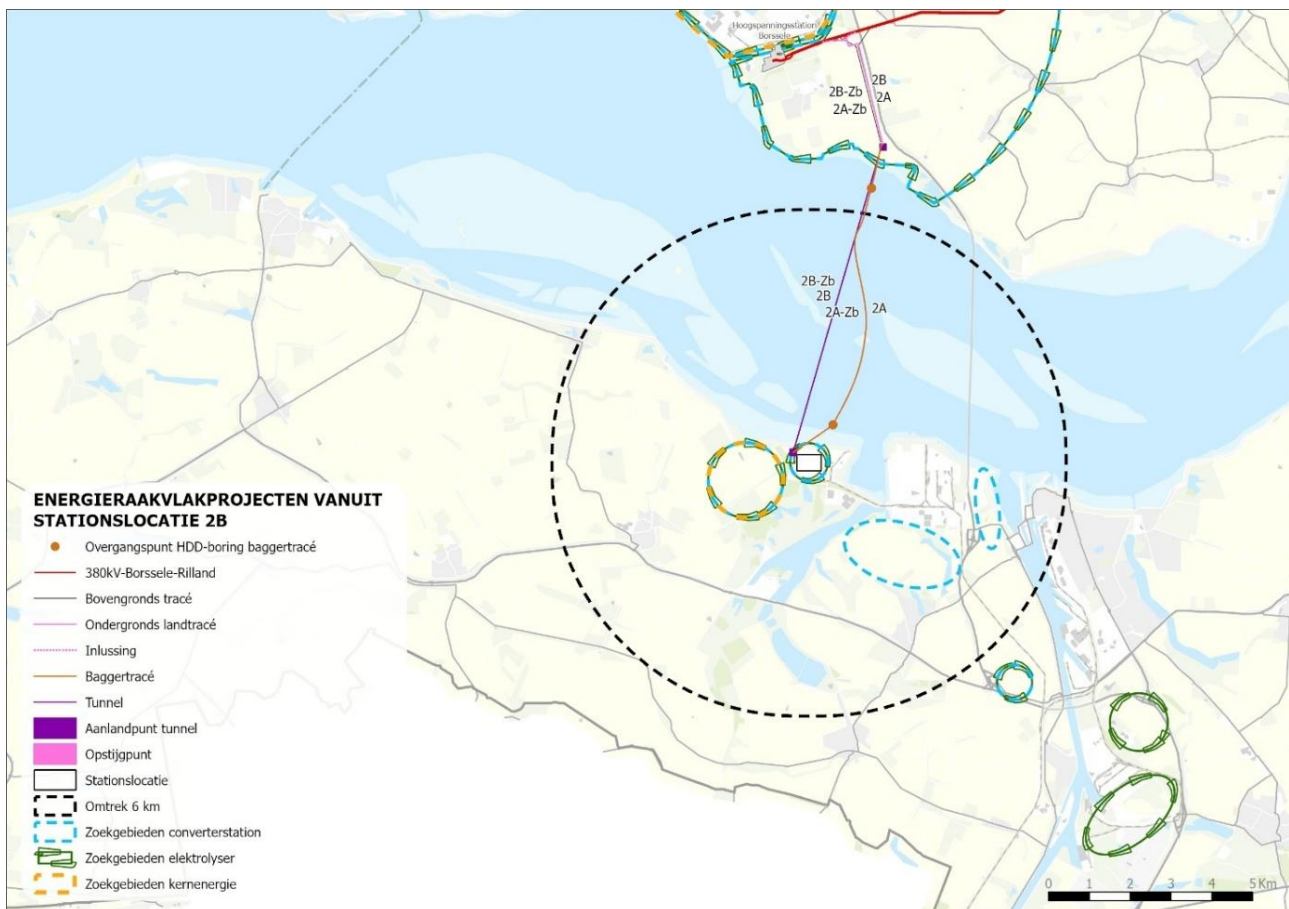 Hoogspanningsstation
Borssele
2B-Zb
2B
2A-Zb
2A
2B-Zb
2B
2A-Zb
2A
ENERGIERAAKVLAKPROJECTEN VANUIT
STATIONSLOCATIE 2B
Overgangspunt HDD-boring baggertracé
380kV-Borssele-Rilland
Bovengronds tracé
Ondergronds landtracé
Inlussing
Baggertracé
Tunnel
Aanlandpunt tunnel
Opstijgpunt
Stationslocatie
Omtrek 6 km
Zoekgebieden converterstation
Zoekgebieden elektrolyser
Zoekgebieden kernenergie
0 1 2 3 4 5 Km